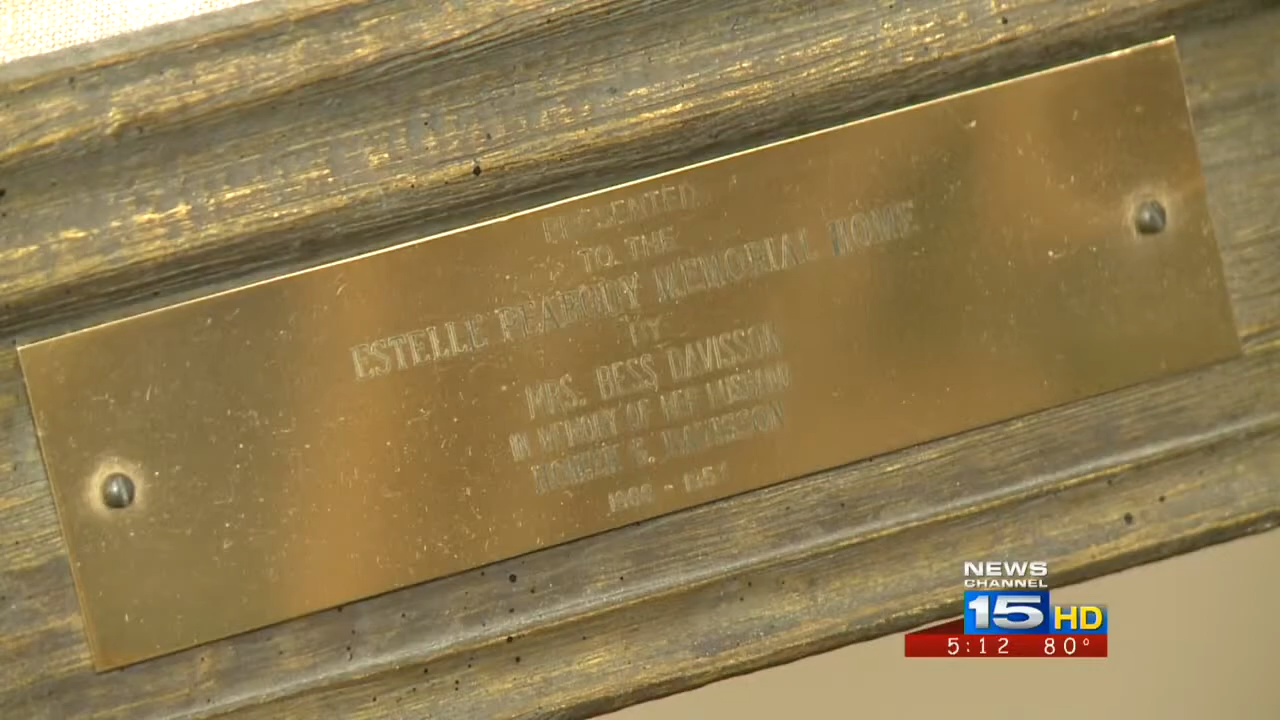 PRESENTED
TO THE
ESTELLE PEABODY MEMORIAL HOME
BY
MRS. BESS DAVISSON
IN MEMORY OF HER HUSBAND
DAVISSON
NEWS
CHANNEL
15 HD
5:12 80°